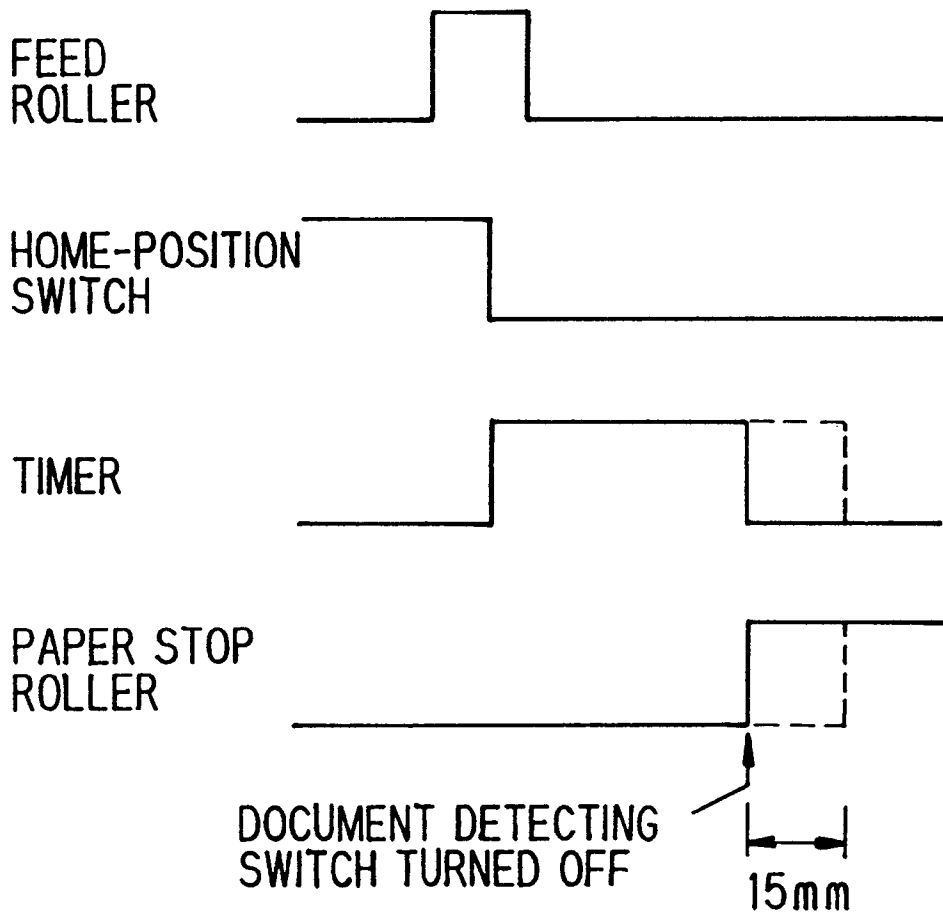 FEED
ROLLER
HOME-POSITION
SWITCH
TIMER
PAPER STOP
ROLLER
DOCUMENT DETECTING
SWITCH TURNED OFF
15mm